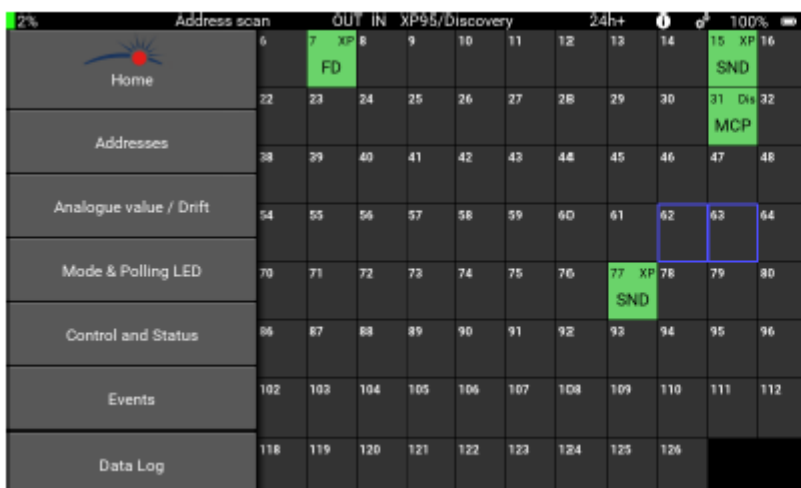 2% Address scan OUT IN XP95/Discovery 24h+ 100%
Home
Addresses
Analogue value / Drift
Mode & Polling LED
Control and Status
Events
Data Log
6 7 XP 8 9 10 11 12 13 14 15 XP 16
FD SND
22 23 24 25 26 27 28 29 30 31 Dis 32
MCP
38 39 40 41 42 43 44 45 46 47 48
54 55 56 57 58 59 60 61 62 63 64
70 71 72 73 74 75 76 77 XP 78 79 80
SND
86 87 88 89 90 91 92 93 94 95 96
102 103 104 105 106 107 108 109 110 111 112
118 119 120 121 122 123 124 125 126